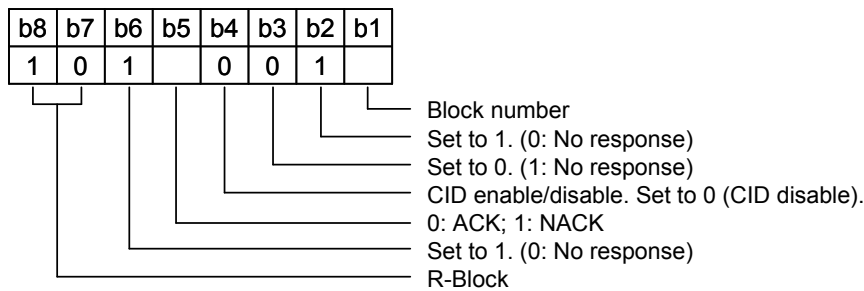 b8 b7 b6 b5 b4 b3 b2 b1
1 0 1 0 0 1
Block number
Set to 1. (0: No response)
Set to 0. (1: No response)
CID enable/disable. Set to 0 (CID disable).
0: ACK; 1: NACK
Set to 1. (0: No response)
R-Block